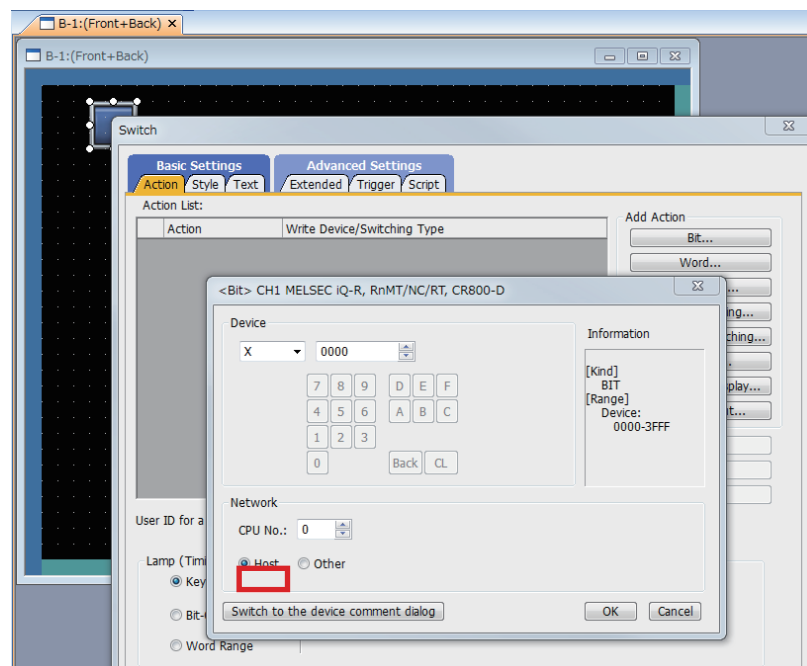 B-1:(Front+Back)
B-1:(Front+Back)
Switch
Basic Settings Advanced Settings
Action Style Text Extended Trigger Script
Action List:
Action Write Device/Switching Type
Add Action
Bit...
Word...
<Bit> CH1 MELSEC iQ-R, RnMT/NC/RT, CR800-D
Device
X 0000
7 8 9 D E F
4 5 6 A B C
1 2 3
0 Back CL
Information
[Kind]
BIT
[Range]
Device:
0000-3FFF
Network
CPU No.: 0
Host Other
Switch to the device comment dialog OK Cancel
User ID for a
Lamp (Timi
Key
Bit-
Word Range